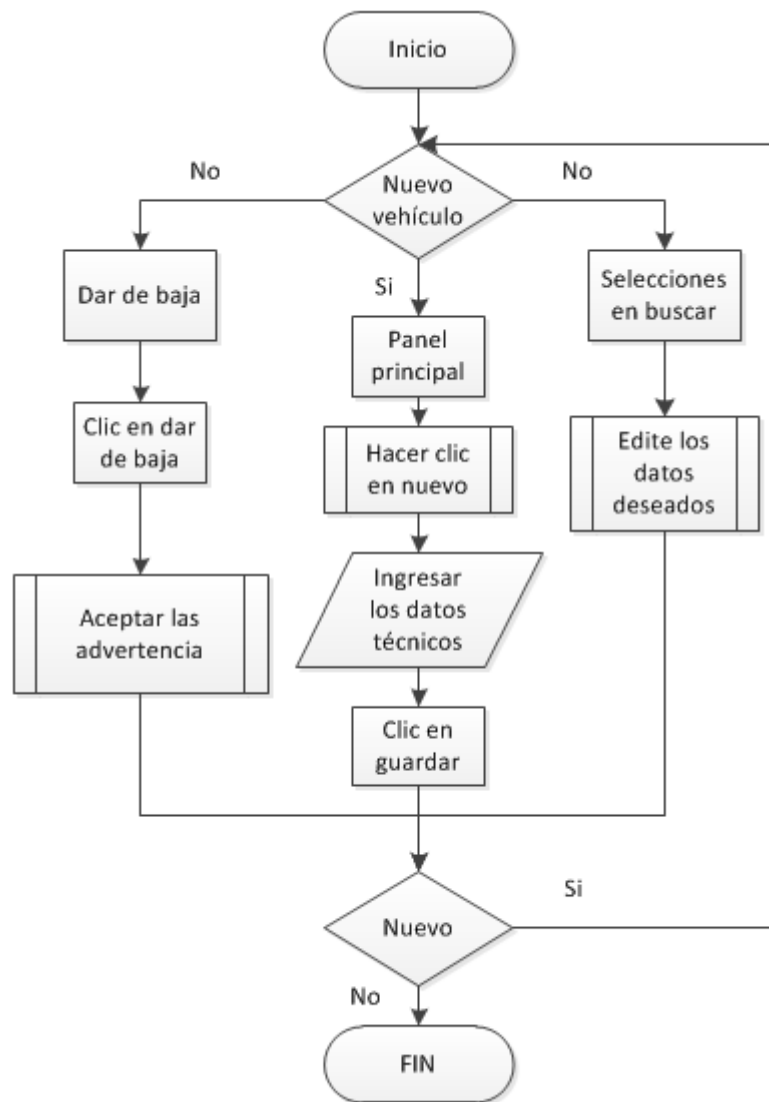 Inicio
No
No
Nuevo
vehículo
Si
Dar de baja
Selecciones
en buscar
Panel
principal
Clic en dar
de baja
Hacer clic
en nuevo
Edite los
datos
deseados
Aceptar las
advertencia
Ingresar
los datos
técnicos
Clic en
guardar
Nuevo
Si
No
FIN